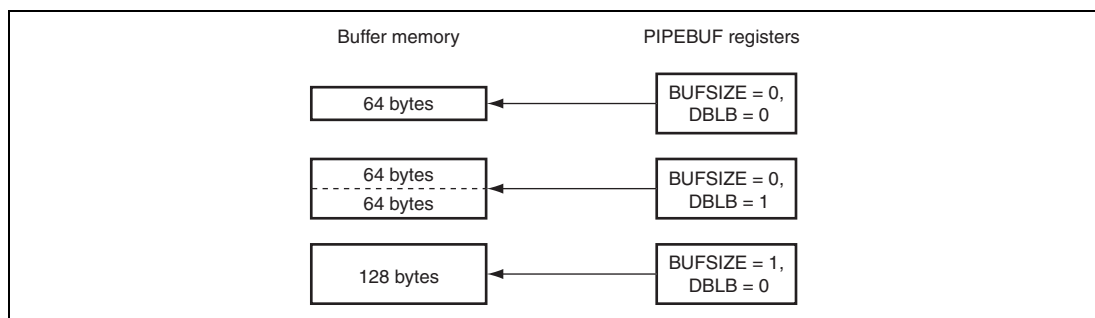 Buffer memory
PIPEBUF registers
64 bytes
BUFSIZE = 0,
DBLB = 0
64 bytes
64 bytes
BUFSIZE = 0,
DBLB = 1
128 bytes
BUFSIZE = 1,
DBLB = 0